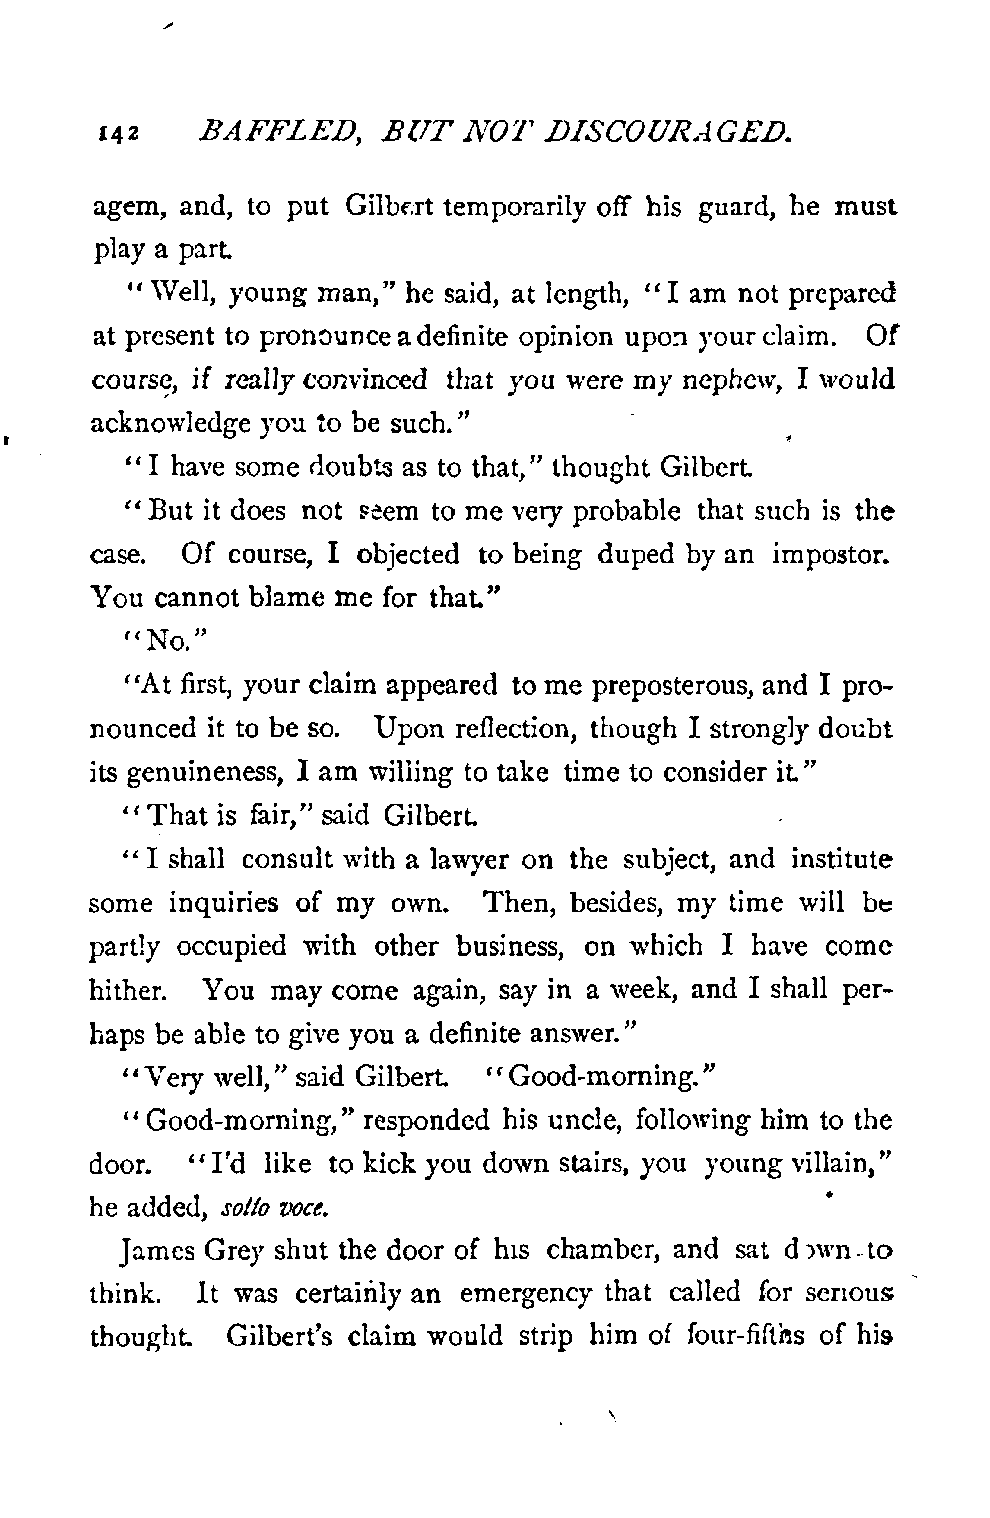 142 BAFFLED, BUT NOT DISCOURAGED.
agem, and, to put Gilbert temporarily off his guard, he must
play a part.
"Well, young man," he said, at length, "I am not prepared
at present to pronounce a definite opinion upon your claim. Of
course, if really convinced that you were my nephew, I would
acknowledge you to be such."
"I have some doubts as to that," thought Gilbert.
"But it does not seem to me very probable that such is the
case. Of course, I objected to being duped by an impostor.
You cannot blame me for that."
"No."
"At first, your claim appeared to me preposterous, and I pro-
nounced it to be so. Upon reflection, though I strongly doubt
its genuineness, I am willing to take time to consider it."
"That is fair," said Gilbert.
"I shall consult with a lawyer on the subject, and institute
some inquiries of my own. Then, besides, my time will be
partly occupied with other business, on which I have come
hither. You may come again, say in a week, and I shall per-
haps be able to give you a definite answer."
"Very well," said Gilbert. "Good-morning."
"Good-morning," responded his uncle, following him to the
door. "I'd like to kick you down stairs, you young villain,"
he added, sotto voce.
James Grey shut the door of his chamber, and sat down to
think. It was certainly an emergency that called for serious
thought. Gilbert's claim would strip him of four-fifths of his